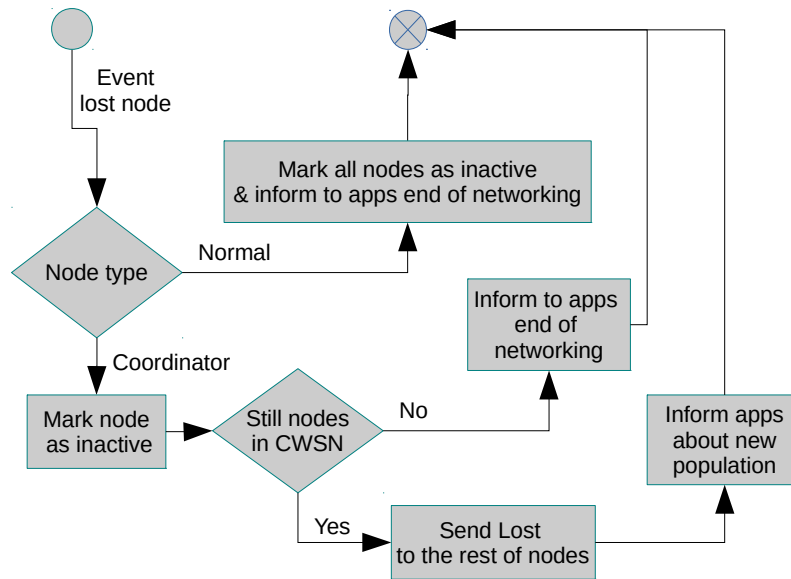 Event
lost node
Mark all nodes as inactive
& inform to apps end of networking
Node type
Normal
Inform to apps
end of
networking
Coordinator
Mark node
as inactive
Still nodes
in CWSN
No
Inform apps
about new
population
Yes
Send Lost
to the rest of nodes